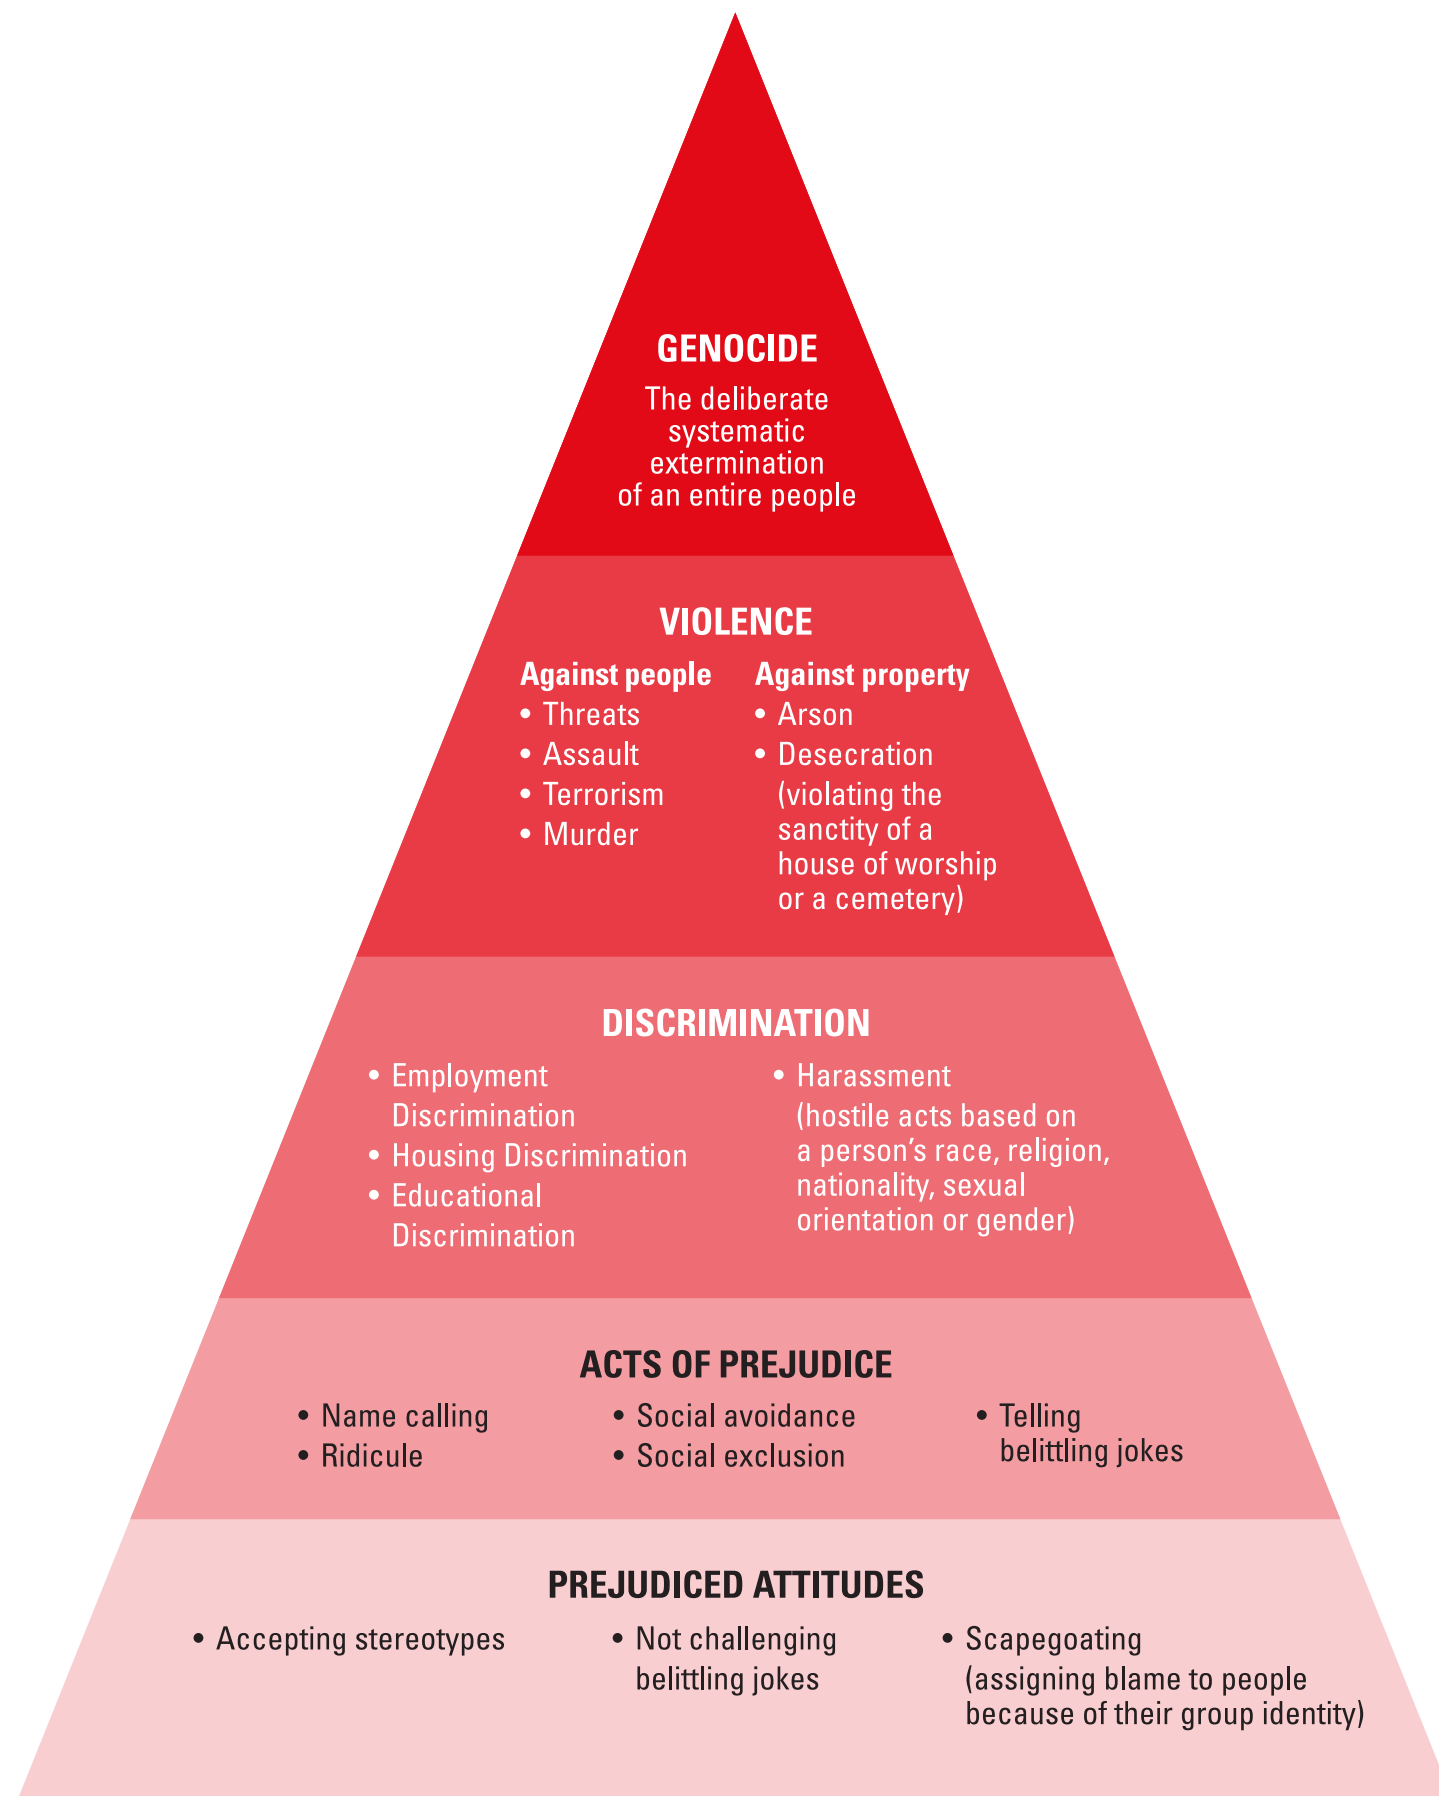 GENOCIDE
The deliberate
systematic
extermination
of an entire people
VIOLENCE
Against people
• Threats
• Assault
• Terrorism
• Murder
Against property
• Arson
• Desecration
(violating the
sanctity of a
house of worship
or a cemetery)
DISCRIMINATION
• Employment
Discrimination
• Housing Discrimination
• Educational
Discrimination
• Harassment
(hostile acts based on
a person’s race, religion,
nationality, sexual
orientation or gender)
ACTS OF PREJUDICE
• Name calling
• Ridicule
• Social avoidance
• Social exclusion
• Telling
belittling jokes
PREJUDICED ATTITUDES
• Accepting stereotypes
• Not challenging
belittling jokes
• Scapegoating
(assigning blame to people
because of their group identity)